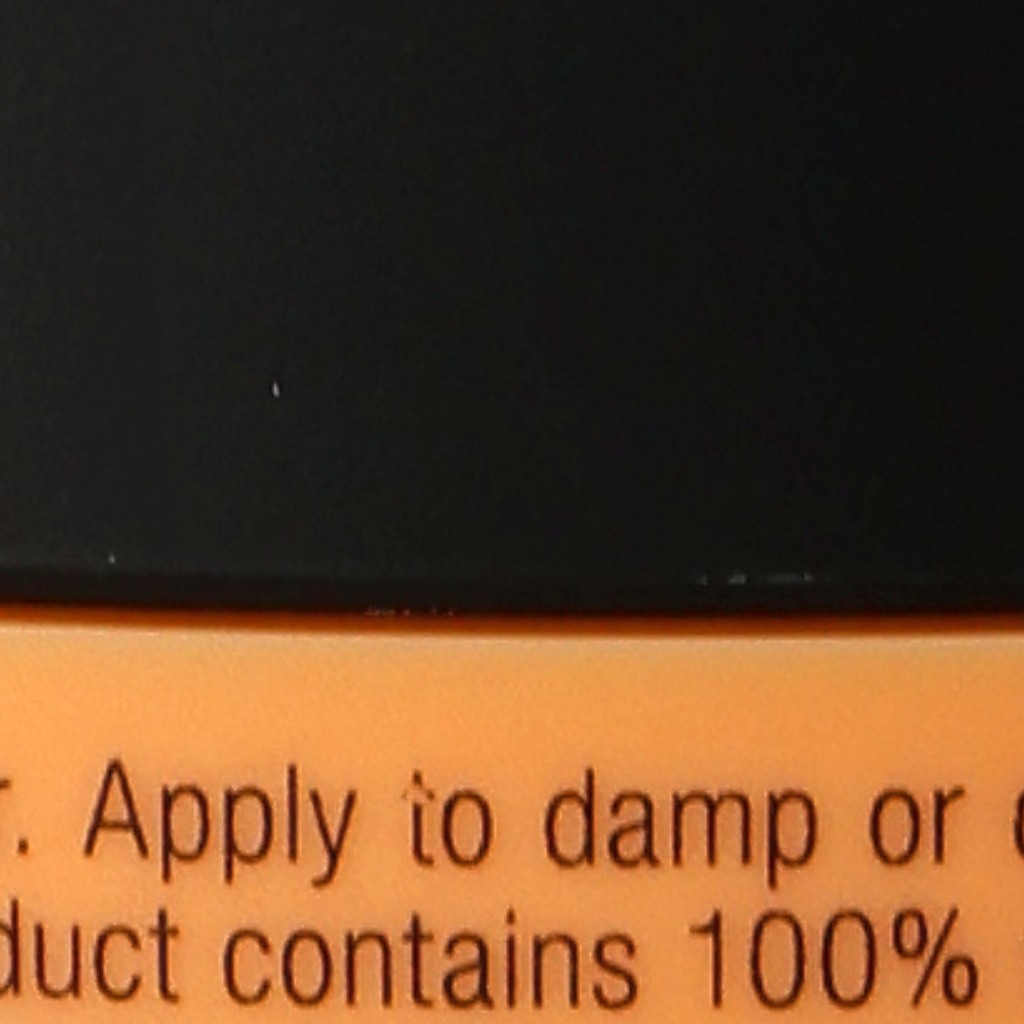 r. Apply to damp or
duct contains 100%